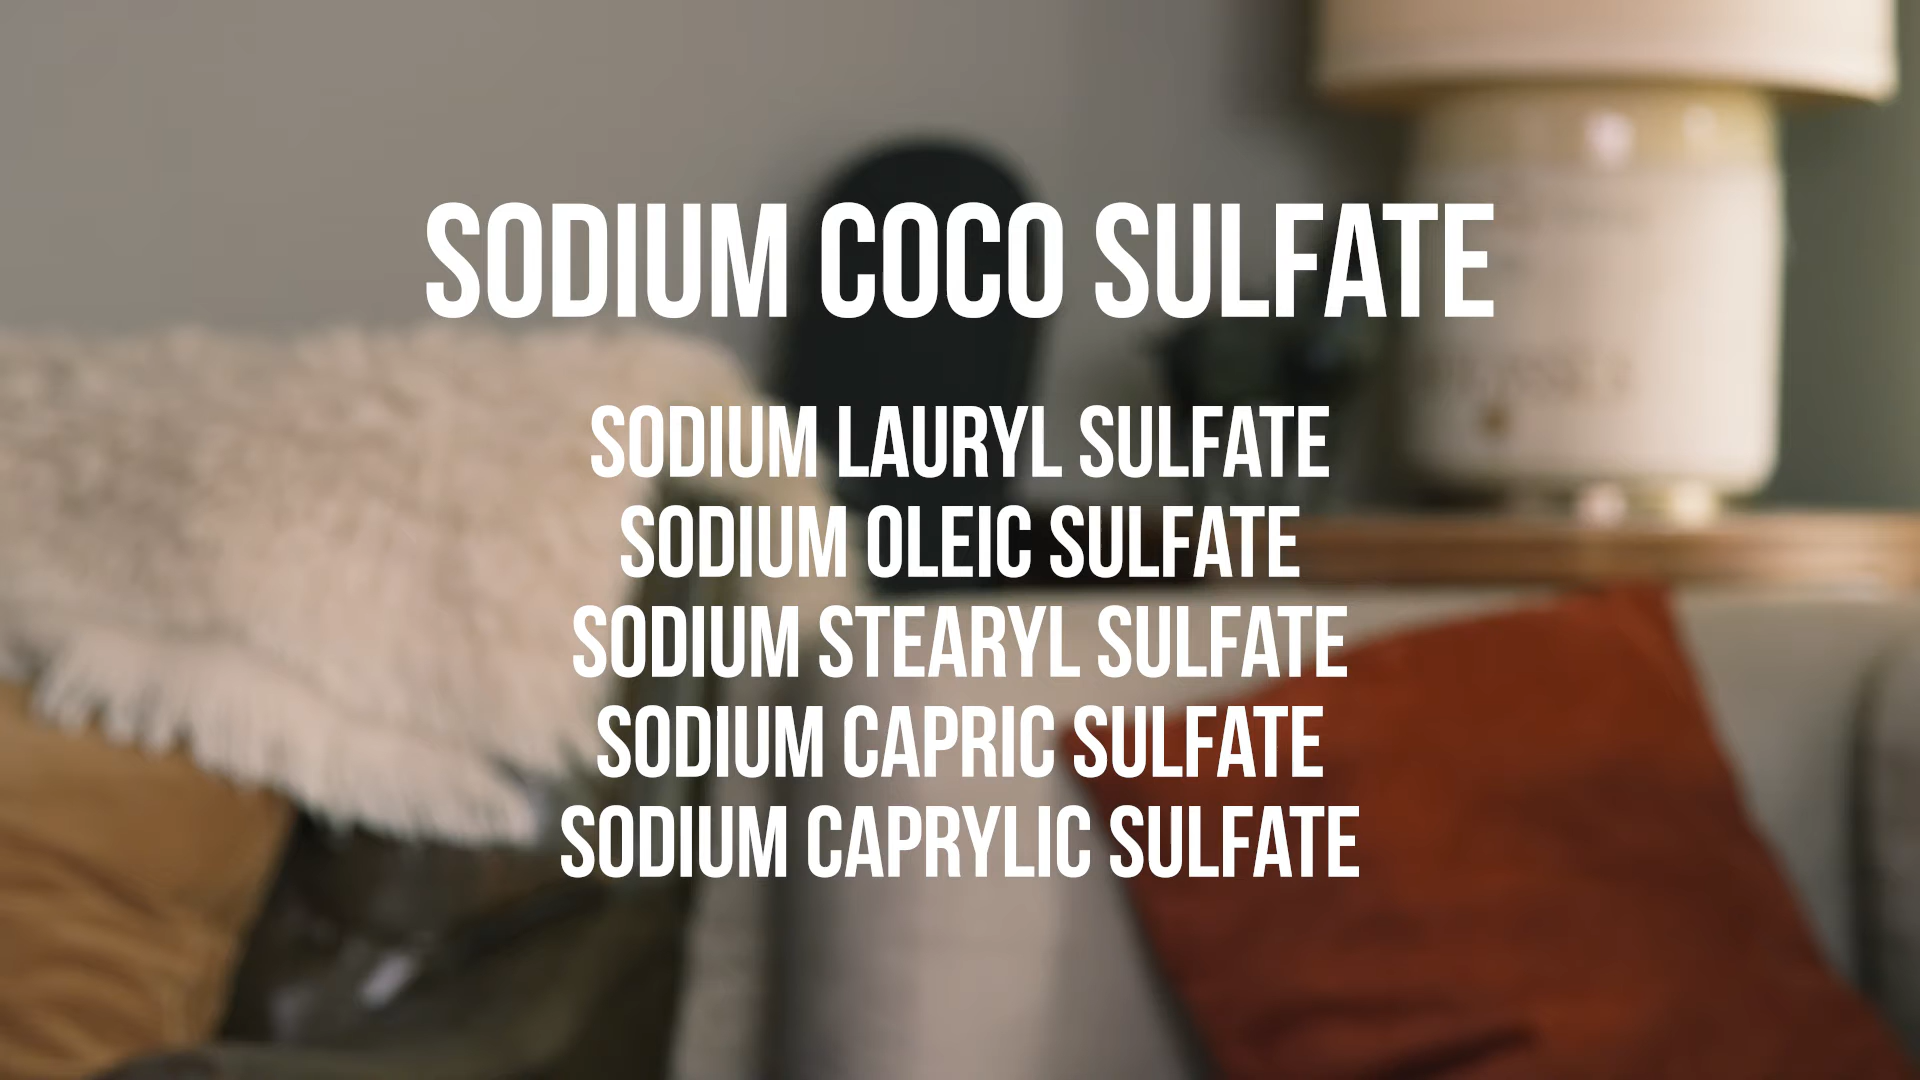 SODIUM COCO SULFATE
SODIUM LAURYL SULFATE
SODIUM OLEIC SULFATE
SODIUM STEARYL SULFATE
SODIUM CAPRIC SULFATE
SODIUM CAPRYLIC SULFATE